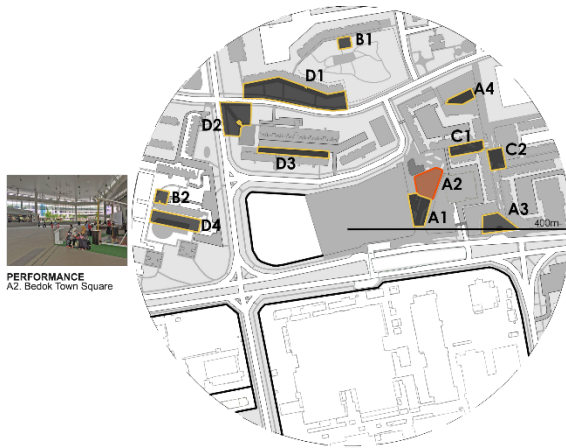 B1
D1
A4
D2
C1
C2
D3
A2
B2
A3
A1
D4
400m
PERFORMANCE
A2. Bedok Town Square